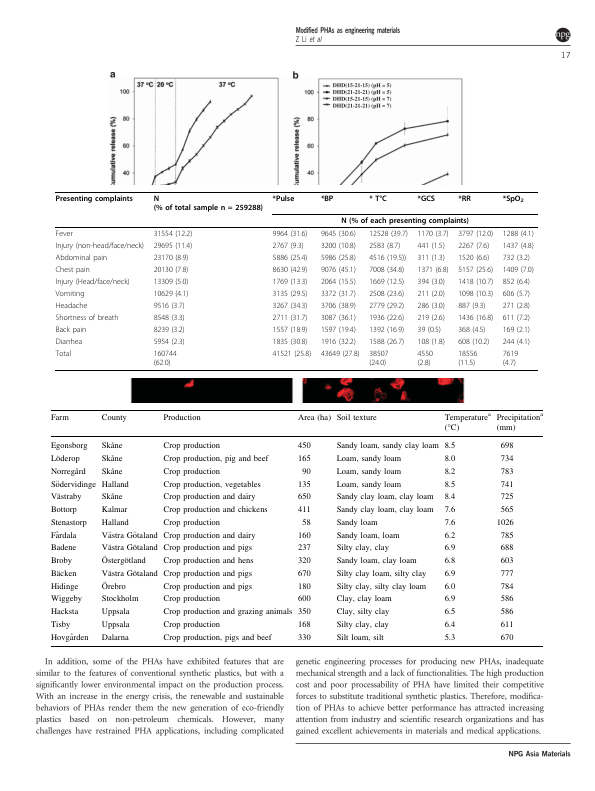 Modified PHAs as engineering materials
Z Li et al
npg
17
a
b
37 ºC 20 ºC 37 ºC
Cumulative release (%)
100
80
60
40
Cumulative release (%)
100
80
60
40
DHD(15-21-15) (pH = 5)
DHD(21-21-21) (pH = 5)
DHD(15-21-15) (pH = 7)
DHD(21-21-21) (pH = 7)
Presenting complaints N *Pulse *BP * T°C *GCS *RR *SpO2
(% of total sample n = 259288)
N (% of each presenting complaints)
Fever 31554 (12.2) 9964 (31.6) 9645 (30.6) 12528 (39.7) 1170 (3.7) 3797 (12.0) 1288 (4.1)
Injury (non-head/face/neck) 29695 (11.4) 2767 (9.3) 3200 (10.8) 2583 (8.7) 441 (1.5) 2267 (7.6) 1437 (4.8)
Abdominal pain 23170 (8.9) 5886 (25.4) 5986 (25.8) 4516 (19.5)) 311 (1.3) 1520 (6.6) 732 (3.2)
Chest pain 20130 (7.8) 8630 (42.9) 9076 (45.1) 7008 (34.8) 1371 (6.8) 5157 (25.6) 1409 (7.0)
Injury (Head/face/neck) 13309 (5.0) 1769 (13.3) 2064 (15.5) 1669 (12.5) 394 (3.0) 1418 (10.7) 852 (6.4)
Vomiting 10629 (4.1) 3135 (29.5) 3372 (31.7) 2508 (23.6) 211 (2.0) 1098 (10.3) 606 (5.7)
Headache 9516 (3.7) 3267 (34.3) 3706 (38.9) 2779 (29.2) 286 (3.0) 887 (9.3) 271 (2.8)
Shortness of breath 8548 (3.3) 2711 (31.7) 3087 (36.1) 1936 (22.6) 219 (2.6) 1436 (16.8) 611 (7.2)
Back pain 8239 (3.2) 1557 (18.9) 1597 (19.4) 1392 (16.9) 39 (0.5) 368 (4.5) 169 (2.1)
Diarrhea 5954 (2.3) 1835 (30.8) 1916 (32.2) 1588 (26.7) 108 (1.8) 608 (10.2) 244 (4.1)
Total 160744 41521 (25.8) 43649 (27.8) 38507 4550 18556 7619
(62.0) (24.0) (2.8) (11.5) (4.7)
Farm County Production Area (ha) Soil texture Temperatureª Precipitationª
(°C) (mm)
Egonsborg Skåne Crop production 450 Sandy loam, sandy clay loam 8.5 698
Löderop Skåne Crop production, pig and beef 165 Loam, sandy loam 8.0 734
Norregård Skåne Crop production 90 Loam, sandy loam 8.2 783
Södervidinge Halland Crop production, vegetables 135 Loam, sandy loam 8.5 741
Västraby Skåne Crop production and dairy 650 Sandy clay loam, clay loam 8.4 725
Bottorp Kalmar Crop production and chickens 411 Sandy clay loam, clay loam 7.6 565
Stenastorp Halland Crop production 58 Sandy loam 7.6 1026
Fårdala Västra Götaland Crop production and dairy 160 Sandy loam, loam 6.2 785
Badene Västra Götaland Crop production and pigs 237 Silty clay, clay 6.9 688
Broby Östergötland Crop production and hens 320 Sandy loam, clay loam 6.8 603
Bäcken Västra Götaland Crop production and pigs 670 Silty clay loam, silty clay 6.9 777
Hidinge Örebro Crop production and pigs 180 Silty clay, silty clay loam 6.0 784
Wiggeby Stockholm Crop production 600 Clay, clay loam 6.9 586
Hacksta Uppsala Crop production and grazing animals 350 Clay, silty clay 6.5 586
Tisby Uppsala Crop production 168 Silty clay, clay 6.4 611
Hovgården Dalarna Crop production, pigs and beef 330 Silt loam, silt 5.3 670
In addition, some of the PHAs have exhibited features that are
similar to the features of conventional synthetic plastics, but with a
significantly lower environmental impact on the production process.
With an increase in the energy crisis, the renewable and sustainable
behaviors of PHAs render them the new generation of eco-friendly
plastics based on non-petroleum chemicals. However, many
challenges have restrained PHA applications, including complicated
genetic engineering processes for producing new PHAs, inadequate
mechanical strength and a lack of functionalities. The high production
cost and poor processability of PHA have limited their competitive
forces to substitute traditional synthetic plastics. Therefore, modifica-
tion of PHAs to achieve better performance has attracted increasing
attention from industry and scientific research organizations and has
gained excellent achievements in materials and medical applications.
NPG Asia Materials